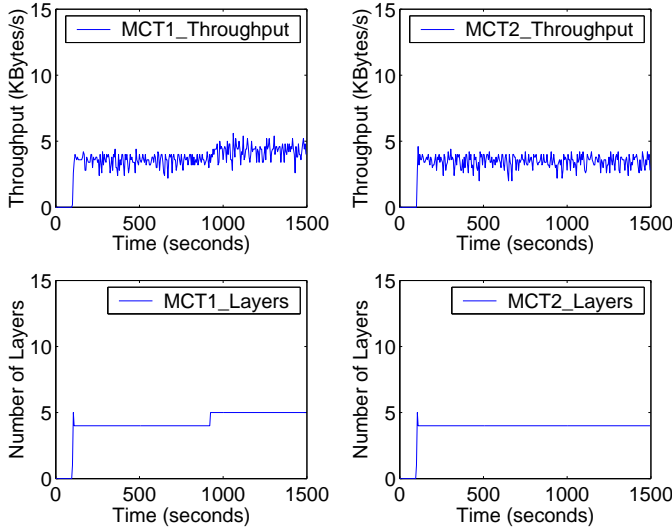 MCT1_Throughput
Throughput (KBytes/s)
15
10
5
0
0 500 1000 1500
Time (seconds)
MCT2_Throughput
Throughput (KBytes/s)
15
10
5
0
0 500 1000 1500
Time (seconds)
MCT1_Layers
Number of Layers
15
10
5
0
0 500 1000 1500
Time (seconds)
MCT2_Layers
Number of Layers
15
10
5
0
0 500 1000 1500
Time (seconds)